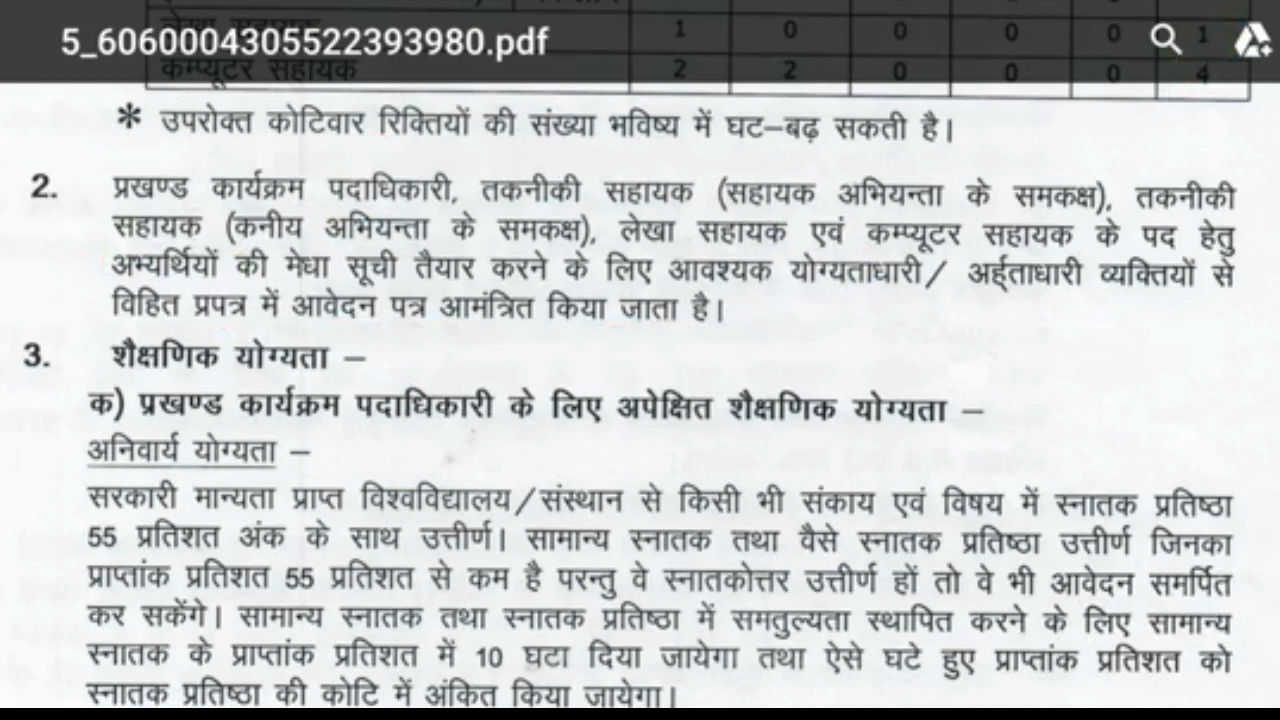 लेखा सहायक 1 0 0 0 0 1
5_6060004305522393980.pdf
कम्प्यूटर सहायक 2 2 0 0 0 4
* उपरोक्त कोटिवार रिक्तियों की संख्या भविष्य में घट–बढ़ सकती है।
2. प्रखण्ड कार्यक्रम पदाधिकारी, तकनीकी सहायक (सहायक अभियन्ता के समकक्ष), तकनीकी
सहायक (कनीय अभियन्ता के समकक्ष), लेखा सहायक एवं कम्प्यूटर सहायक के पद हेतु
अभ्यर्थियों की मेधा सूची तैयार करने के लिए आवश्यक योग्यताधारी/ अर्हताधारी व्यक्तियों से
विहित प्रपत्र में आवेदन पत्र आमंत्रित किया जाता है।
3. शैक्षणिक योग्यता –
क) प्रखण्ड कार्यक्रम पदाधिकारी के लिए अपेक्षित शैक्षणिक योग्यता –
अनिवार्य योग्यता –
सरकारी मान्यता प्राप्त विश्वविद्यालय/संस्थान से किसी भी संकाय एवं विषय में स्नातक प्रतिष्ठा
55 प्रतिशत अंक के साथ उत्तीर्ण। सामान्य स्नातक तथा वैसे स्नातक प्रतिष्ठा उत्तीर्ण जिनका
प्राप्तांक प्रतिशत 55 प्रतिशत से कम है परन्तु वे स्नातकोत्तर उत्तीर्ण हों तो वे भी आवेदन समर्पित
कर सकेंगे। सामान्य स्नातक तथा स्नातक प्रतिष्ठा में समतुल्यता स्थापित करने के लिए सामान्य
स्नातक के प्राप्तांक प्रतिशत में 10 घटा दिया जायेगा तथा ऐसे घटे हुए प्राप्तांक प्रतिशत को
स्नातक प्रतिष्ठा की कोटि में अंकित किया जायेगा।